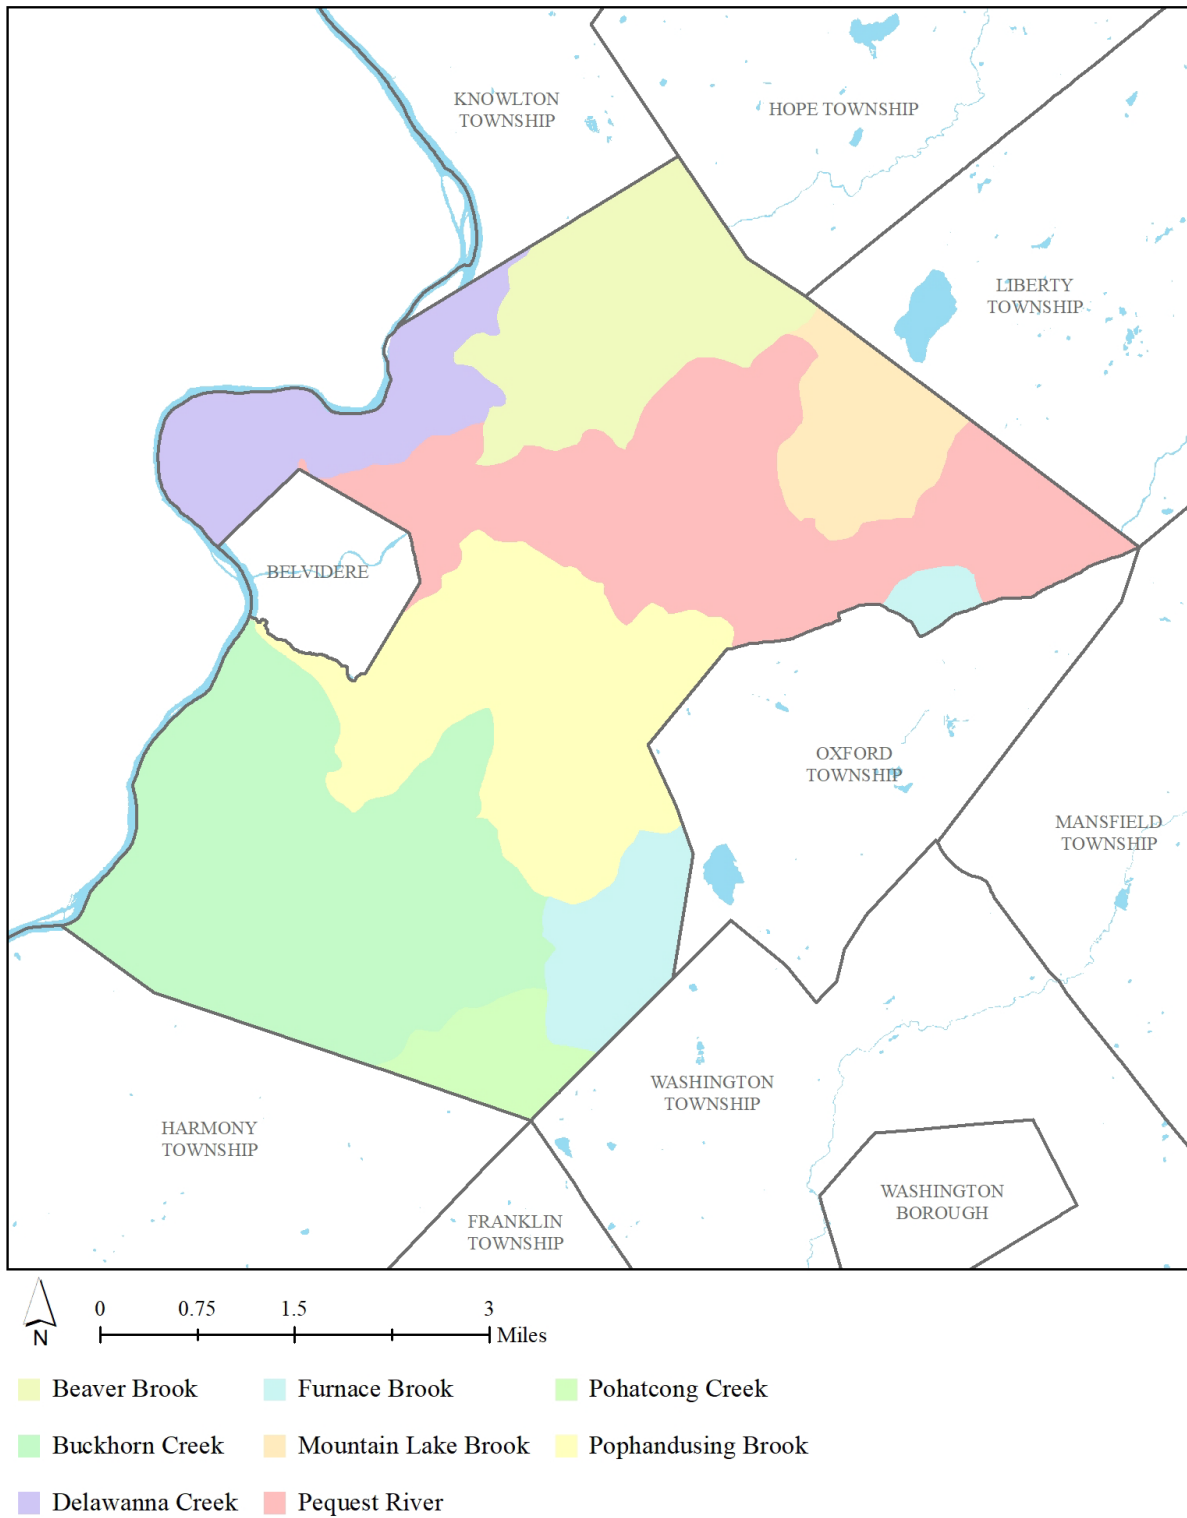 KNOWLTON
TOWNSHIP
HOPE TOWNSHIP
LIBERTY
TOWNSHIP
BELVIDERE
OXFORD
TOWNSHIP
MANSFIELD
TOWNSHIP
WASHINGTON
TOWNSHIP
HARMONY
TOWNSHIP
WASHINGTON
BOROUGH
FRANKLIN
TOWNSHIP
N
0 0.75 1.5 3
Miles
Beaver Brook
Furnace Brook
Pohatcong Creek
Buckhorn Creek
Mountain Lake Brook
Pophandusing Brook
Delawanna Creek
Pequest River